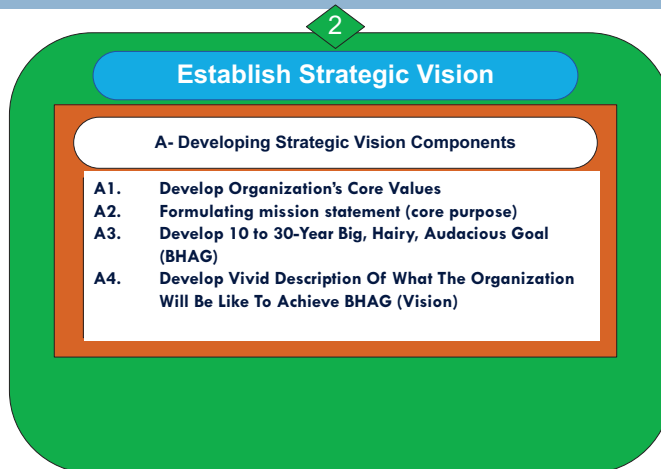 2
Establish Strategic Vision
A- Developing Strategic Vision Components
A1. Develop Organization's Core Values
A2. Formulating mission statement (core purpose)
A3. Develop 10 to 30-Year Big, Hairy, Audacious Goal
(BHAG)
A4. Develop Vivid Description Of What The Organization
Will Be Like To Achieve BHAG (Vision)